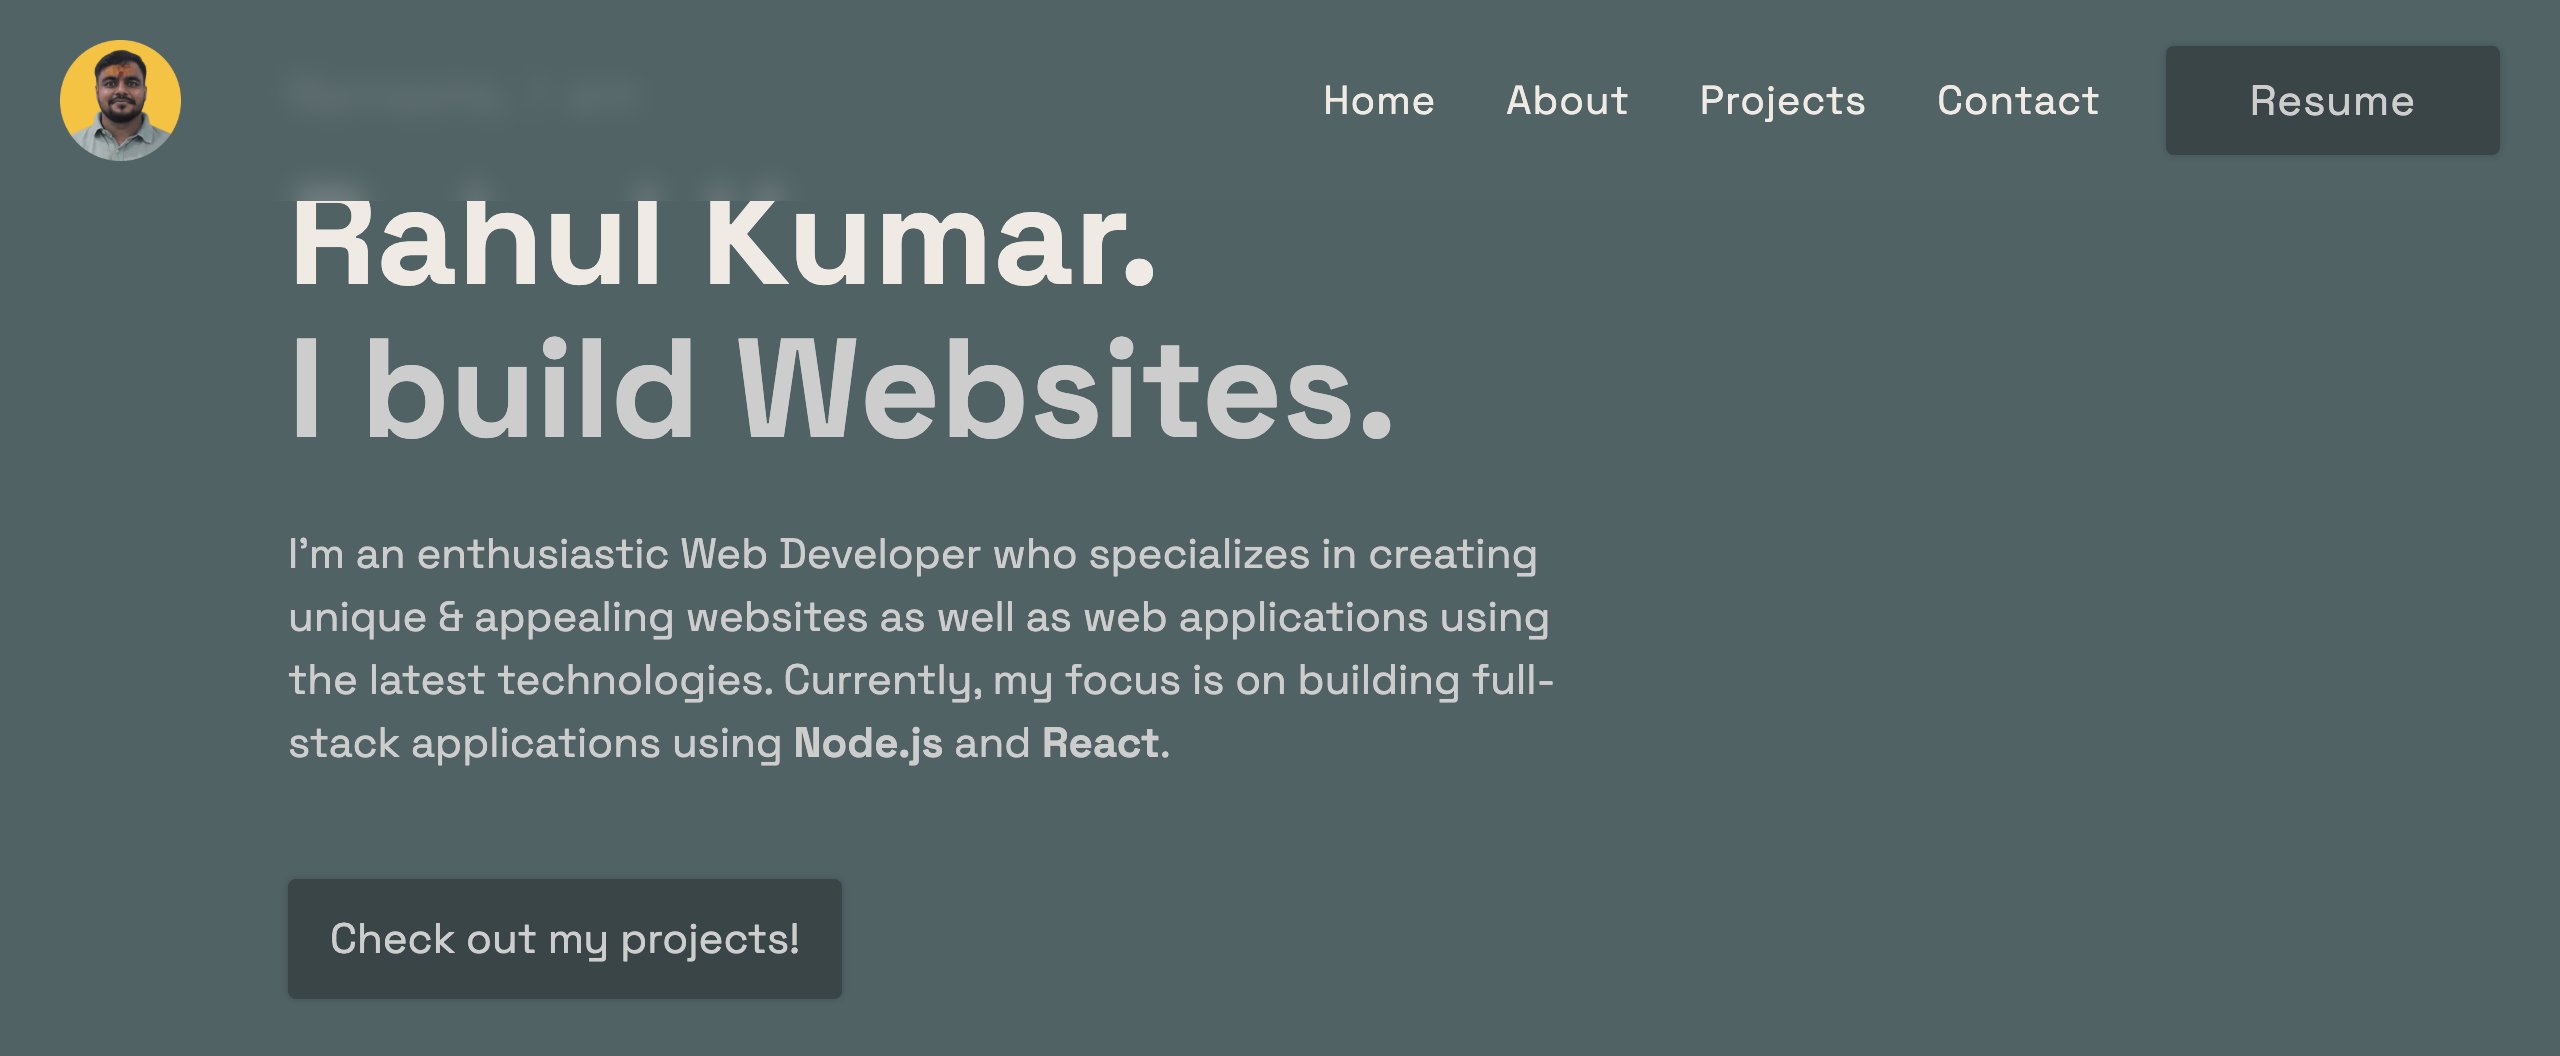 Home About Projects Contact Resume
Rahul Kumar.
I build Websites.
I'm an enthusiastic Web Developer who specializes in creating
unique & appealing websites as well as web applications using
the latest technologies. Currently, my focus is on building full-
stack applications using Node.js and React.
Check out my projects!